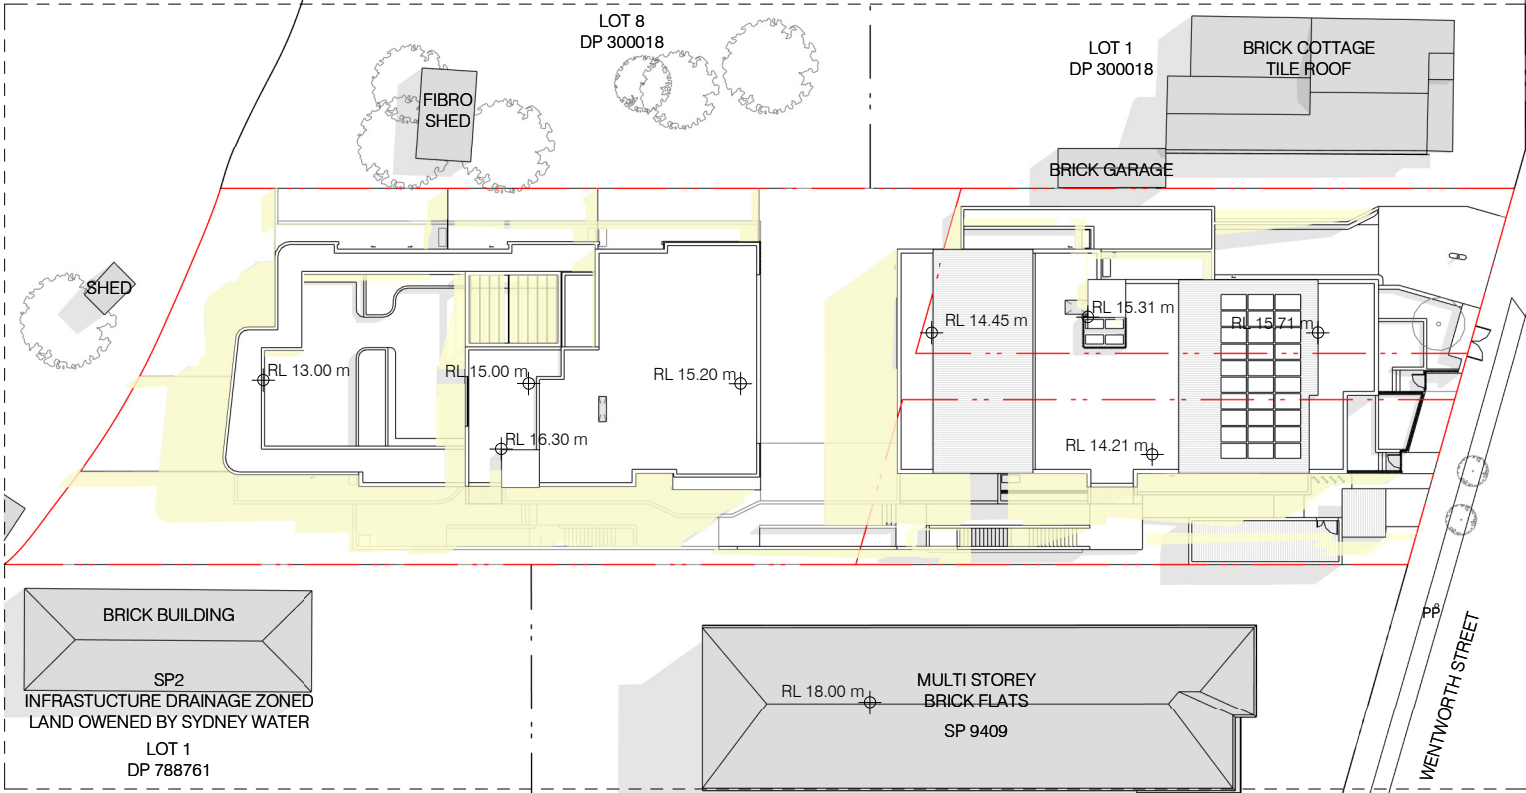 LOT 8
DP 300018
LOT 1
DP 300018
BRICK COTTAGE
TILE ROOF
FIBRO
SHED
BRICK GARAGE
SHED
RL 13.00 m
RL 15.00 m
RL 15.20 m
RL 16.30 m
RL 14.45 m
RL 15.31 m
RL 15.71 m
RL 14.21 m
BRICK BUILDING
SP2
INFRASTUCTURE DRAINAGE ZONED
LAND OWENED BY SYDNEY WATER
LOT 1
DP 788761
RL 18.00 m
MULTI STOREY
BRICK FLATS
SP 9409
PP
WENTWORTH STREET